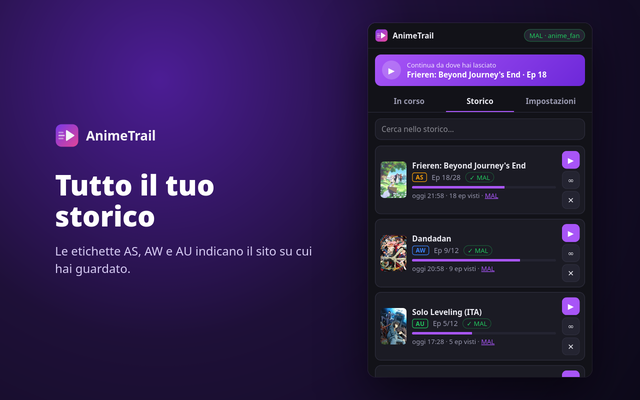 AnimeTrail
Tutto il tuo
storico
Le etichette AS, AW e AU indicano il sito su cui
hai guardato.
AnimeTrail
MAL · anime_fan
Continua da dove hai lasciato
Frieren: Beyond Journey's End · Ep 18
In corso
Storico
Impostazioni
Cerca nello storico...
Frieren: Beyond Journey's End
AS Ep 18/28 ✓ MAL
oggi 21:58 · 18 ep visti · MAL
Dandadan
AW Ep 9/12 ✓ MAL
oggi 20:58 · 9 ep visti · MAL
Solo Leveling (ITA)
AU Ep 5/12 ✓ MAL
oggi 17:28 · 5 ep visti · MAL